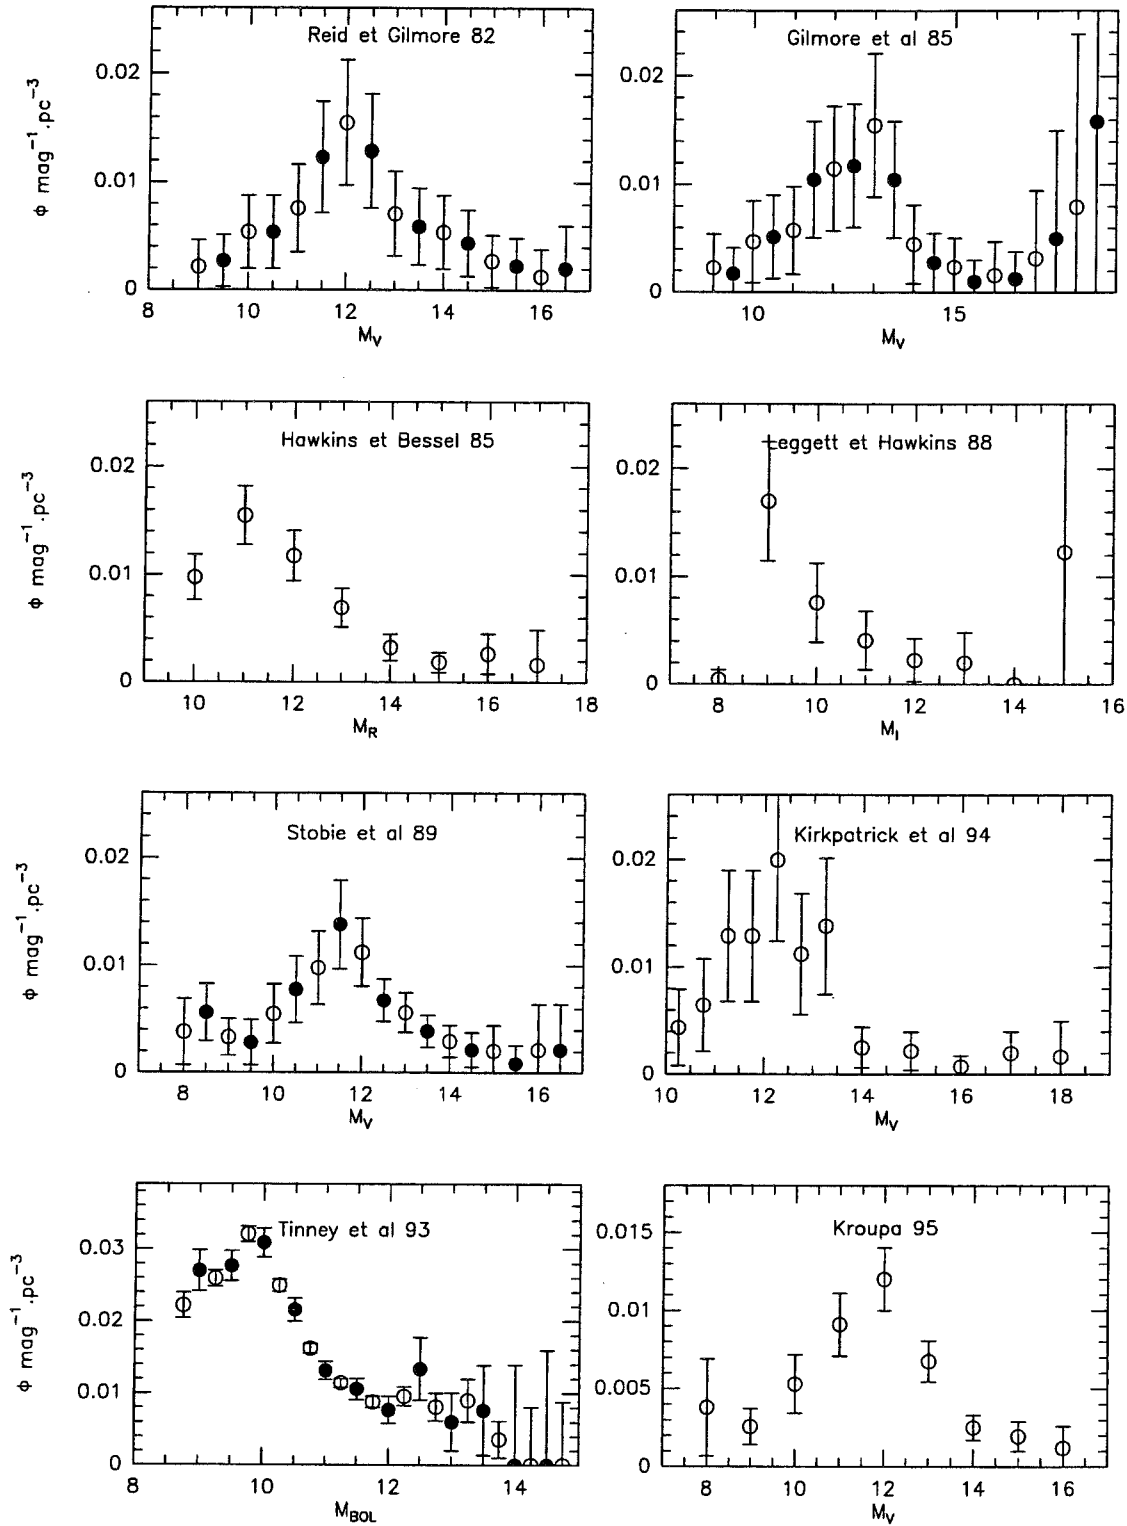 Reid et Gilmore 82
Gilmore et al 85
0.02
0.01
0
0.02
0.01
0
ϕ mag⁻¹.pc⁻³
8 10 12 14 16
10 15
M_V
M_V
Hawkins et Bessel 85
Leggett et Hawkins 88
0.02
0.01
0
0.02
0.01
0
ϕ mag⁻¹.pc⁻³
10 12 14 16 18
8 10 12 14 16
M_R
M_I
Stobie et al 89
Kirkpatrick et al 94
0.02
0.01
0
0.02
0.01
0
ϕ mag⁻¹.pc⁻³
8 10 12 14 16
10 12 14 16 18
M_V
M_V
Tinney et al 93
Kroupa 95
0.03
0.02
0.01
0
0.015
0.010
0.005
0
ϕ mag⁻¹.pc⁻³
8 10 12 14
8 10 12 14 16
M_BOL
M_V